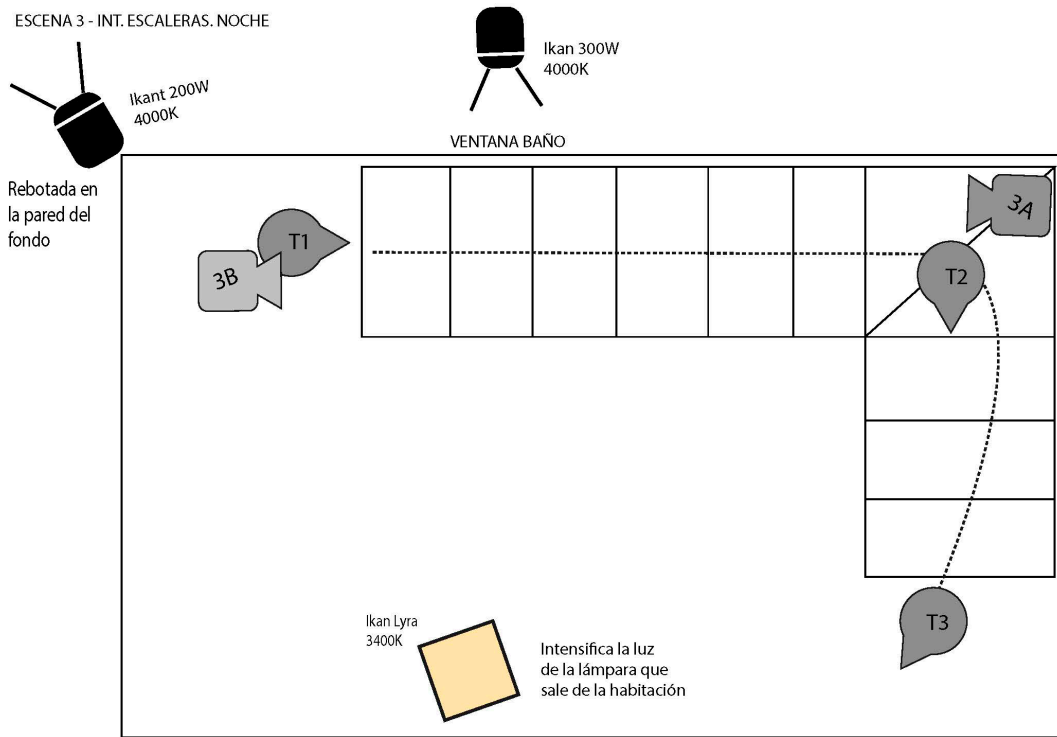 ESCENA 3 - INT. ESCALERAS. NOCHE
Ikant 200W
4000K
Ikan 300W
4000K
VENTANA BAÑO
Rebotada en
la pared del
fondo
T1
3B
3A
T2
T3
Ikan Lyra
3400K
Intensifica la luz
de la lámpara que
sale de la habitación